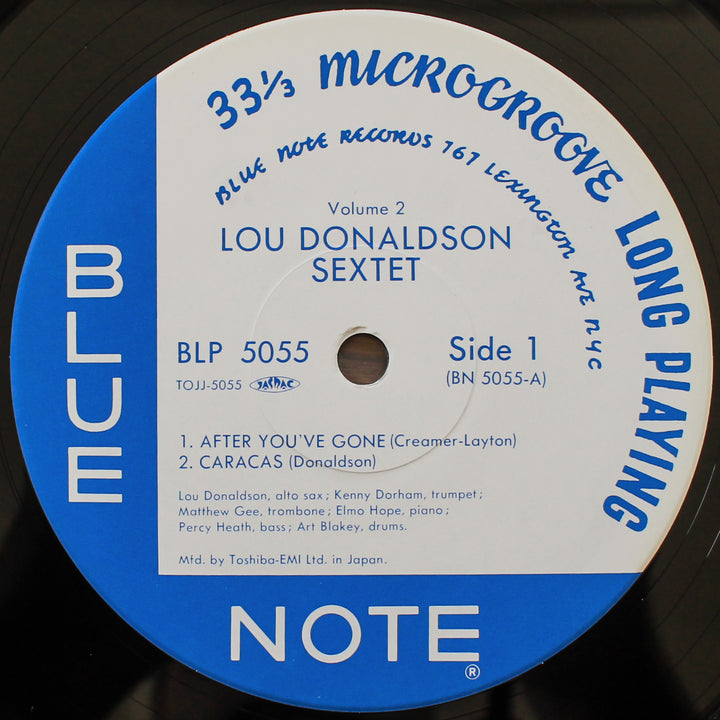 33⅓ MICROGROOVE LONG PLAYING
BLUE NOTE RECORDS 767 LEXINGTON AVE NYC
Volume 2
LOU DONALDSON
SEXTET
BLP 5055
Side 1
TOJJ-5055 JASRAC
(BN 5055-A)
1. AFTER YOU'VE GONE (Creamer-Layton)
2. CARACAS (Donaldson)
Lou Donaldson, alto sax; Kenny Dorham, trumpet;
Matthew Gee, trombone; Elmo Hope, piano;
Percy Heath, bass; Art Blakey, drums.
Mfd. by Toshiba-EMI Ltd. in Japan.
BLUE
NOTE®